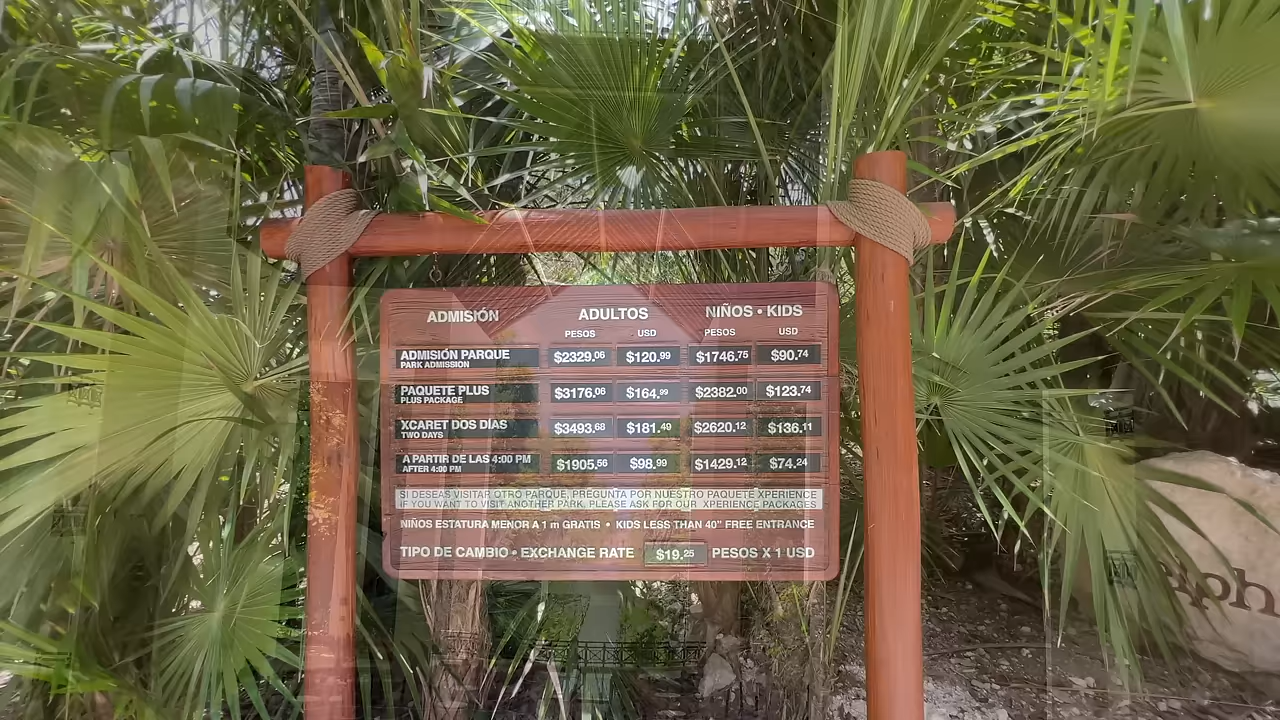 ADMISIÓN ADULTOS NIÑOS • KIDS
PESOS USD PESOS USD
ADMISIÓN PARQUE $2329.06 $120.99 $1746.75 $90.74
PARK ADMISSION
PAQUETE PLUS $3176.06 $164.99 $2382.00 $123.74
PLUS PACKAGE
XCARET DOS DÍAS $3493.68 $181.49 $2620.12 $136.11
TWO DAYS
A PARTIR DE LAS 4:00 PM $1905.56 $98.99 $1429.12 $74.24
AFTER 4:00 PM
SI DESEAS VISITAR OTRO PARQUE, PREGUNTA POR NUESTRO PAQUETE XPERIENCE
IF YOU WANT TO VISIT ANOTHER PARK, PLEASE ASK FOR OUR XPERIENCE PACKAGES
NIÑOS ESTATURA MENOR A 1 m GRATIS • KIDS LESS THAN 40" FREE ENTRANCE
TIPO DE CAMBIO • EXCHANGE RATE $19.25 PESOS X 1 USD